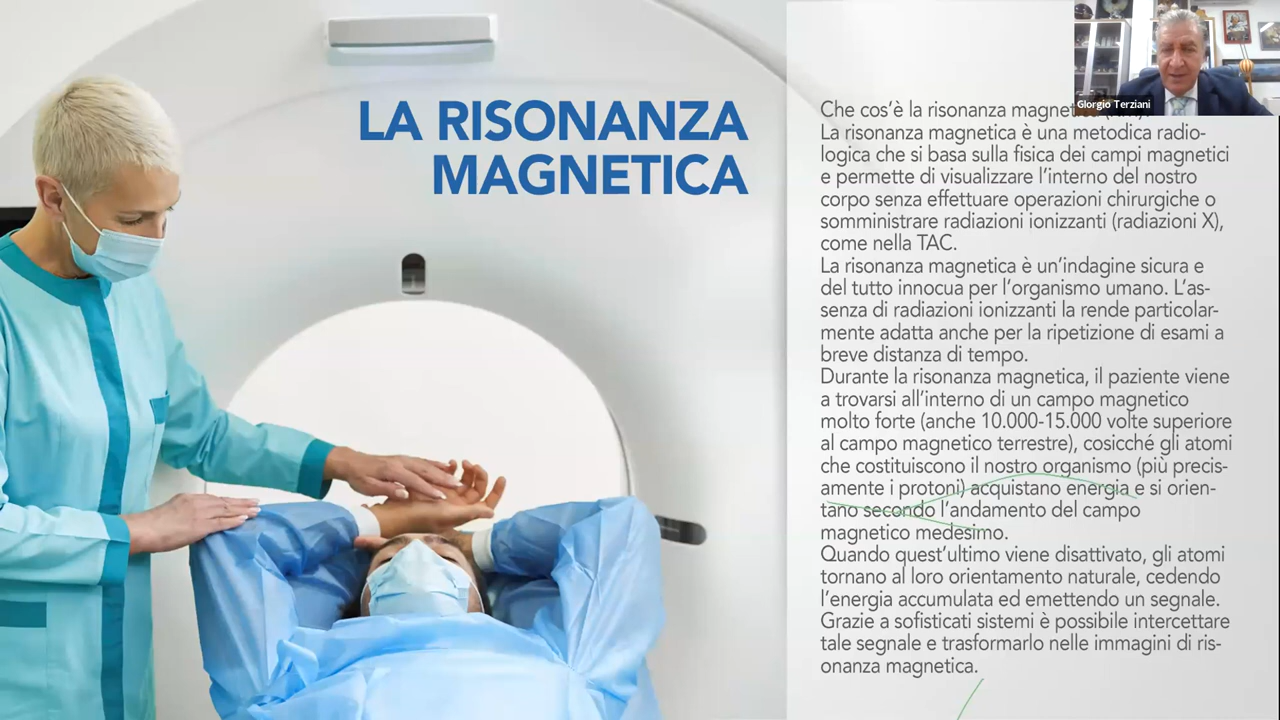 LA RISONANZA
MAGNETICA
Giorgio Terziani
Che cos'è la risonanza magnetica
La risonanza magnetica è una metodica radio-
logica che si basa sulla fisica dei campi magnetici
e permette di visualizzare l'interno del nostro
corpo senza effettuare operazioni chirurgiche o
somministrare radiazioni ionizzanti (radiazioni X),
come nella TAC.
La risonanza magnetica è un'indagine sicura e
del tutto innocua per l'organismo umano. L'as-
senza di radiazioni ionizzanti la rende particolar-
mente adatta anche per la ripetizione di esami a
breve distanza di tempo.
Durante la risonanza magnetica, il paziente viene
a trovarsi all'interno di un campo magnetico
molto forte (anche 10.000-15.000 volte superiore
al campo magnetico terrestre), cosicché gli atomi
che costituiscono il nostro organismo (più precis-
amente i protoni) acquistano energia e si orien-
tano secondo l'andamento del campo
magnetico medesimo.
Quando quest'ultimo viene disattivato, gli atomi
tornano al loro orientamento naturale, cedendo
l'energia accumulata ed emettendo un segnale.
Grazie a sofisticati sistemi è possibile intercettare
tale segnale e trasformarlo nelle immagini di ris-
onanza magnetica.